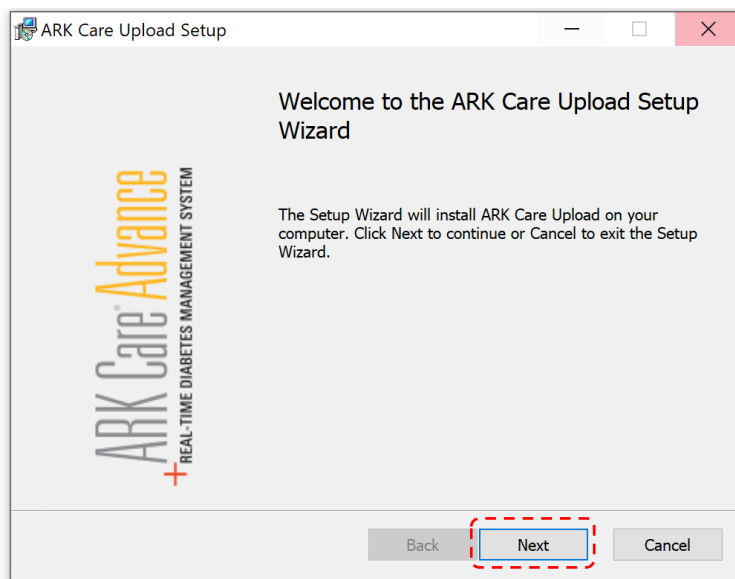 ARK Care Upload Setup
Welcome to the ARK Care Upload Setup
Wizard
ARK Care® Advance
REAL-TIME DIABETES MANAGEMENT SYSTEM
The Setup Wizard will install ARK Care Upload on your
computer. Click Next to continue or Cancel to exit the Setup
Wizard.
Back Next Cancel